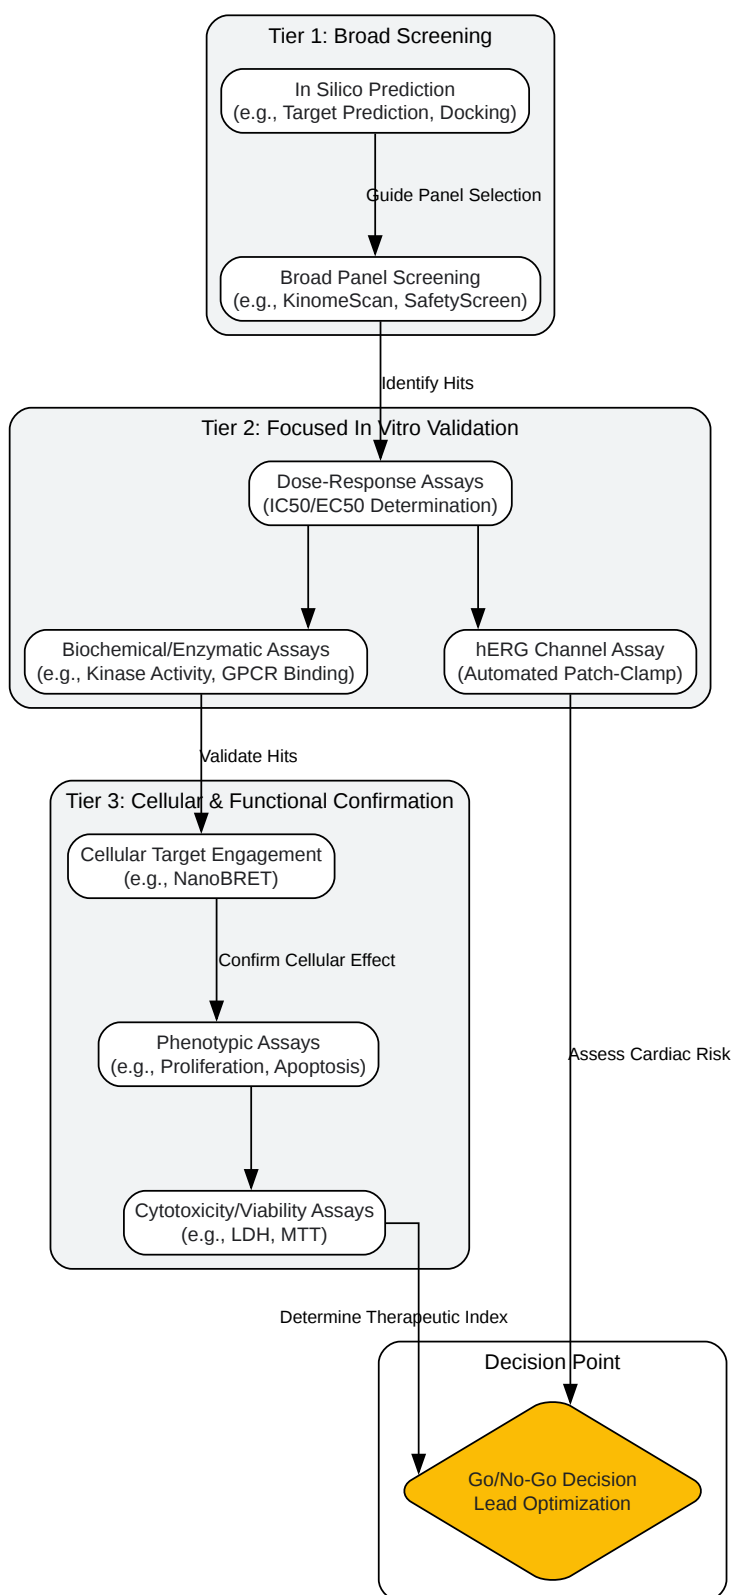 Tier 1: Broad Screening
In Silico Prediction
(e.g., Target Prediction, Docking)
Guide Panel Selection
Broad Panel Screening
(e.g., KinomeScan, SafetyScreen)
Identify Hits
Tier 2: Focused In Vitro Validation
Dose-Response Assays
(IC50/EC50 Determination)
Biochemical/Enzymatic Assays
(e.g., Kinase Activity, GPCR Binding)
hERG Channel Assay
(Automated Patch-Clamp)
Validate Hits
Tier 3: Cellular & Functional Confirmation
Cellular Target Engagement
(e.g., NanoBRET)
Confirm Cellular Effect
Phenotypic Assays
(e.g., Proliferation, Apoptosis)
Assess Cardiac Risk
Cytotoxicity/Viability Assays
(e.g., LDH, MTT)
Determine Therapeutic Index
Decision Point
Go/No-Go Decision
Lead Optimization